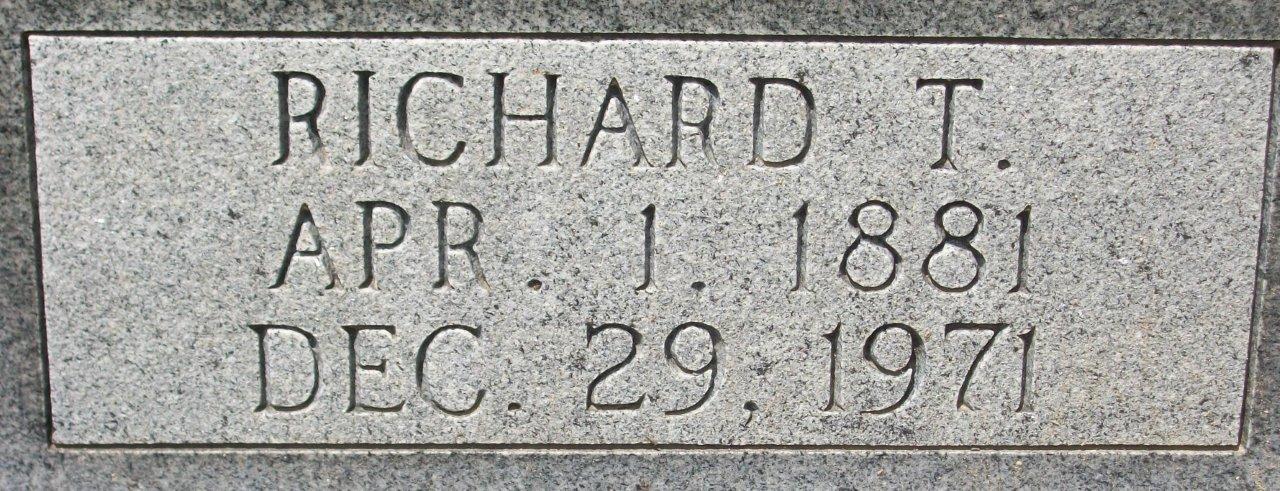 RICHARD T.
APR. 1. 1881
DEC. 29, 1971